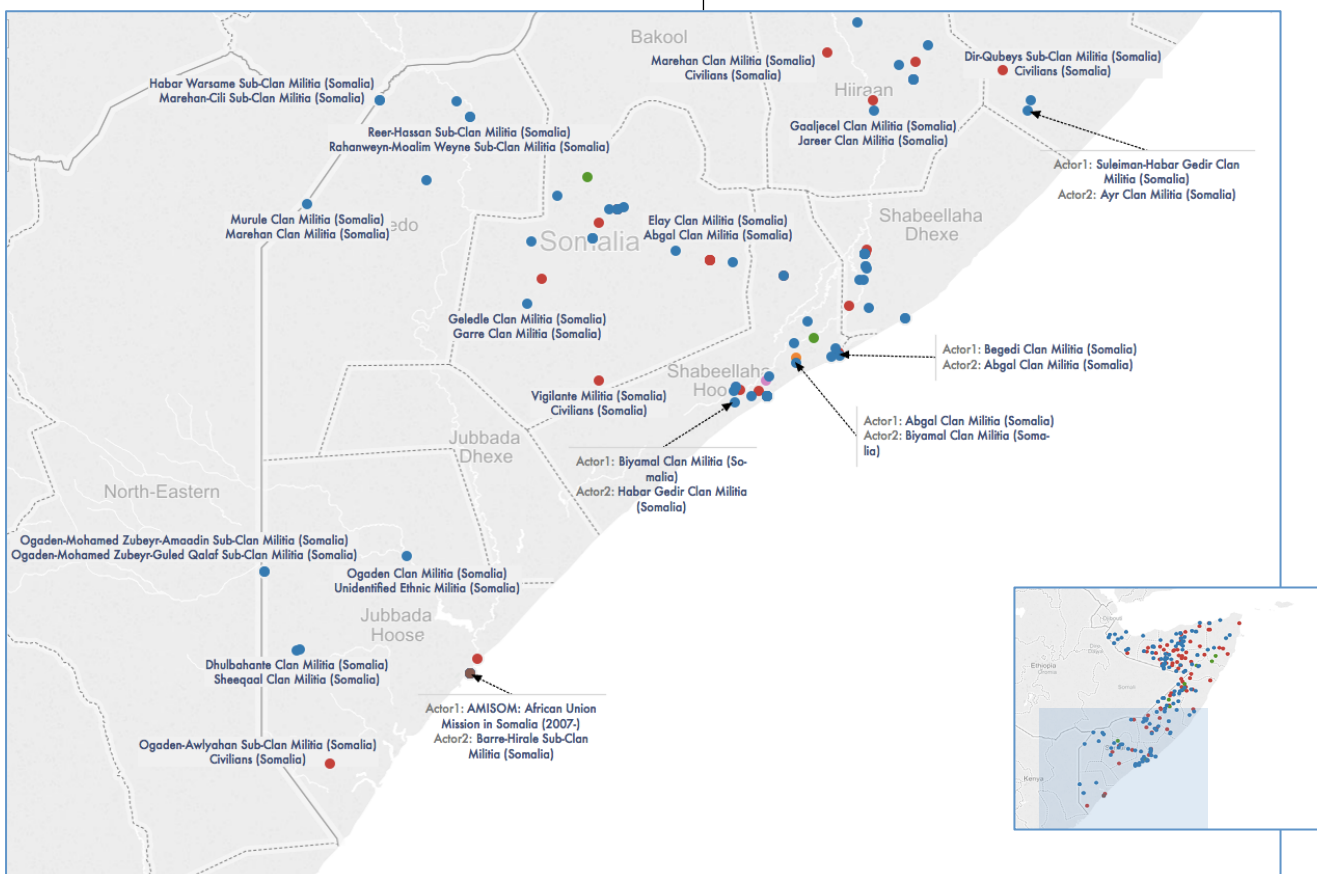 Bakool
Marehan Clan Militia (Somalia)
Civilians (Somalia)
Dir-Qubeys Sub-Clan Militia (Somalia)
Civilians (Somalia)
Habar Warsame Sub-Clan Militia (Somalia)
Marehan-Cili Sub-Clan Militia (Somalia)
Hiiraan
Reer-Hassan Sub-Clan Militia (Somalia)
Rahanweyn-Moalim Weyne Sub-Clan Militia (Somalia)
Gaaljecel Clan Militia (Somalia)
Jareer Clan Militia (Somalia)
Actor1: Suleiman-Habar Gedir Clan
Militia (Somalia)
Actor2: Ayr Clan Militia (Somalia)
Murule Clan Militia (Somalia)
Marehan Clan Militia (Somalia)
edo
Somalia
Elay Clan Militia (Somalia)
Abgal Clan Militia (Somalia)
Shabeellaha
Dhexe
Geledle Clan Militia (Somalia)
Garre Clan Militia (Somalia)
Actor1: Begedi Clan Militia (Somalia)
Actor2: Abgal Clan Militia (Somalia)
Shabeellaha
Hoo
Vigilante Militia (Somalia)
Civilians (Somalia)
Actor1: Abgal Clan Militia (Somalia)
Actor2: Biyamal Clan Militia (Soma-
lia)
Jubbada
Dhexe
Actor1: Biyamal Clan Militia (So-
malia)
Actor2: Habar Gedir Clan Militia
(Somalia)
North-Eastern
Ogaden-Mohamed Zubeyr-Amaadin Sub-Clan Militia (Somalia)
Ogaden-Mohamed Zubeyr-Guled Qalaf Sub-Clan Militia (Somalia)
Ogaden Clan Militia (Somalia)
Unidentified Ethnic Militia (Somalia)
Jubbada
Hoose
Dhulbahante Clan Militia (Somalia)
Sheeqaal Clan Militia (Somalia)
Actor1: AMISOM: African Union
Mission in Somalia (2007-)
Actor2: Barre-Hirale Sub-Clan
Militia (Somalia)
Ogaden-Awlyahan Sub-Clan Militia (Somalia)
Civilians (Somalia)
Djibouti
Ethiopia
Kenya